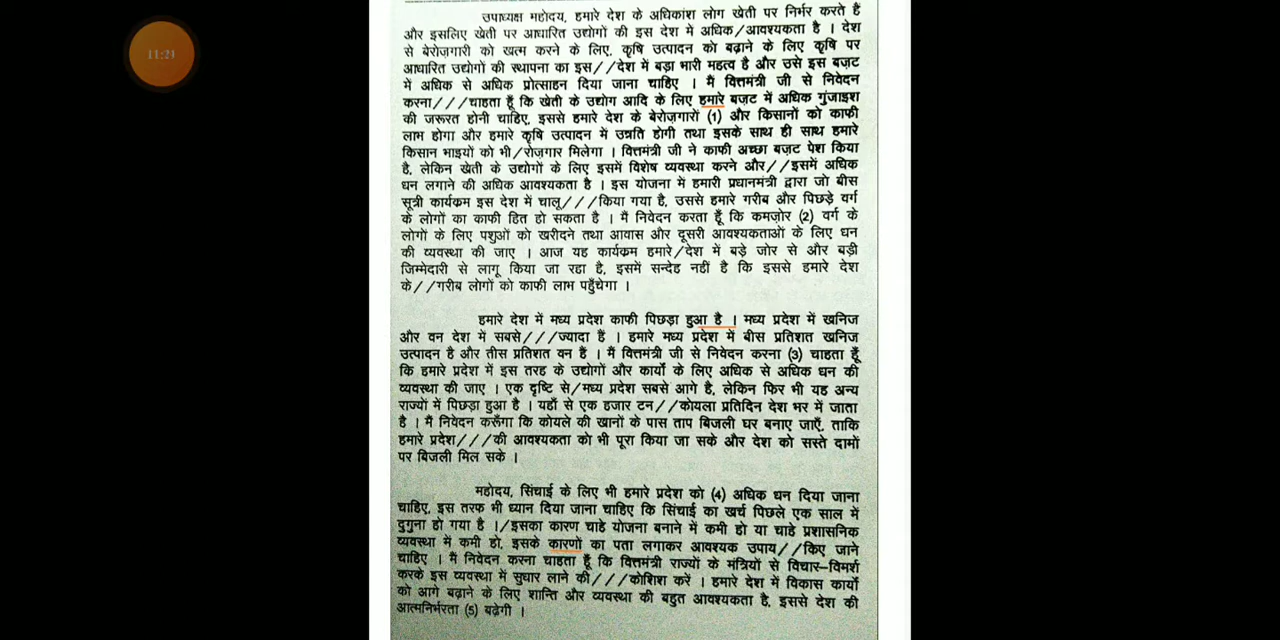 11:21
उपाध्यक्ष महोदय, हमारे देश के अधिकांश लोग खेती पर निर्भर करते हैं
और इसलिए खेती पर आधारित उद्योगों की इस देश में अधिक/आवश्यकता है । देश
से बेरोज़गारी को खत्म करने के लिए, कृषि उत्पादन को बढ़ाने के लिए कृषि पर
आधारित उद्योगों की स्थापना का इस//देश में बड़ा भारी महत्व है और उसे इस बज़ट
में अधिक से अधिक प्रोत्साहन दिया जाना चाहिए । मैं वित्तमंत्री जी से निवेदन
करना///चाहता हूँ कि खेती के उद्योग आदि के लिए हमारे बज़ट में अधिक गुंजाइश
की जरूरत होनी चाहिए, इससे हमारे देश के बेरोज़गारों (1) और किसानों को काफी
लाभ होगा और हमारे कृषि उत्पादन में उन्नति होगी तथा इसके साथ ही साथ हमारे
किसान भाइयों को भी/रोज़गार मिलेगा । वित्तमंत्री जी ने काफी अच्छा बज़ट पेश किया
है, लेकिन खेती के उद्योगों के लिए इसमें विशेष व्यवस्था करने और//इसमें अधिक
धन लगाने की अधिक आवश्यकता है । इस योजना में हमारी प्रधानमंत्री द्वारा जो बीस
सूत्री कार्यक्रम इस देश में चालू///किया गया है, उससे हमारे गरीब और पिछड़े वर्ग
के लोगों का काफी हित हो सकता है । मैं निवेदन करता हूँ कि कमज़ोर (2) वर्ग के
लोगों के लिए पशुओं को खरीदने तथा आवास और दूसरी आवश्यकताओं के लिए धन
की व्यवस्था की जाए । आज यह कार्यक्रम हमारे/देश में बड़े जोर से और बड़ी
जिम्मेदारी से लागू किया जा रहा है, इसमें सन्देह नहीं है कि इससे हमारे देश
के//गरीब लोगों को काफी लाभ पहुँचेगा ।
हमारे देश में मध्य प्रदेश काफी पिछड़ा हुआ है । मध्य प्रदेश में खनिज
और वन देश में सबसे///ज्यादा हैं । हमारे मध्य प्रदेश में बीस प्रतिशत खनिज
उत्पादन है और तीस प्रतिशत वन हैं । मैं वित्तमंत्री जी से निवेदन करना (3) चाहता हूँ
कि हमारे प्रदेश में इस तरह के उद्योगों और कार्यो के लिए अधिक से अधिक धन की
व्यवस्था की जाए । एक दृष्टि से/मध्य प्रदेश सबसे आगे है, लेकिन फिर भी यह अन्य
राज्यों में पिछड़ा हुआ है । यहाँ से एक हजार टन//कोयला प्रतिदिन देश भर में जाता
है । मैं निवेदन करूँगा कि कोयले की खानों के पास ताप बिजली घर बनाए जाएँ, ताकि
हमारे प्रदेश///की आवश्यकता को भी पूरा किया जा सके और देश को सस्ते दामों
पर बिजली मिल सके ।
महोदय, सिंचाई के लिए भी हमारे प्रदेश को (4) अधिक धन दिया जाना
चाहिए, इस तरफ भी ध्यान दिया जाना चाहिए कि सिंचाई का खर्च पिछले एक साल में
दुगुना हो गया है ।/इसका कारण चाहे योजना बनाने में कमी हो या चाहे प्रशासनिक
व्यवस्था में कमी हो, इसके कारणों का पता लगाकर आवश्यक उपाय//किए जाने
चाहिए । मैं निवेदन करना चाहता हूँ कि वित्तमंत्री राज्यों के मंत्रियों से विचार–विमर्श
करके इस व्यवस्था में सुधार लाने की///कोशिश करें । हमारे देश में विकास कार्यो
को आगे बढ़ाने के लिए शान्ति और व्यवस्था की बहुत आवश्यकता है, इससे देश की
आत्मनिर्भरता (5) बढ़ेगी ।